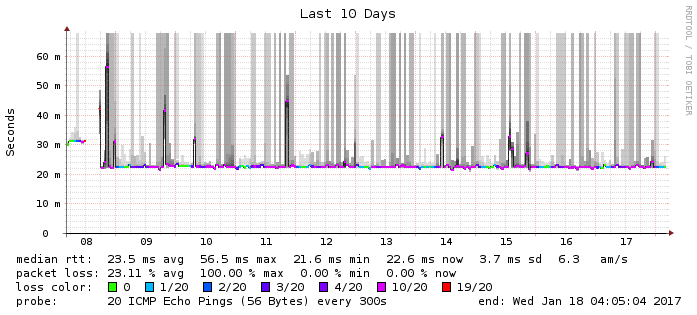 Last 10 Days
RRDTOOL / TOBI OETIKER
Seconds
60 m
50 m
40 m
30 m
20 m
10 m
0
08 09 10 11 12 13 14 15 16 17
median rtt: 23.5 ms avg 56.5 ms max 21.6 ms min 22.6 ms now 3.7 ms sd 6.3 am/s
packet loss: 23.11 % avg 100.00 % max 0.00 % min 0.00 % now
loss color: 0 1/20 2/20 3/20 4/20 10/20 19/20
probe: 20 ICMP Echo Pings (56 Bytes) every 300s end: Wed Jan 18 04:05:04 2017